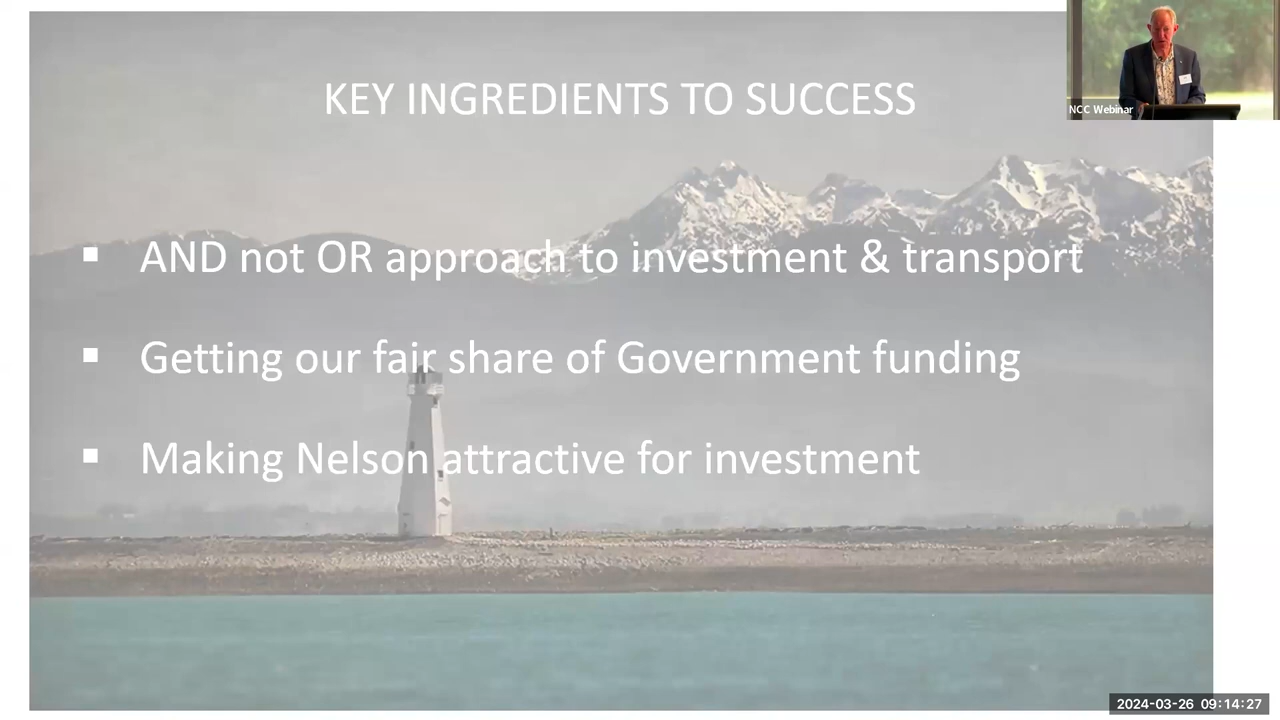 KEY INGREDIENTS TO SUCCESS
NCC Webinar
▪ AND not OR approach to investment & transport
▪ Getting our fair share of Government funding
▪ Making Nelson attractive for investment
2024-03-26 09:14:27